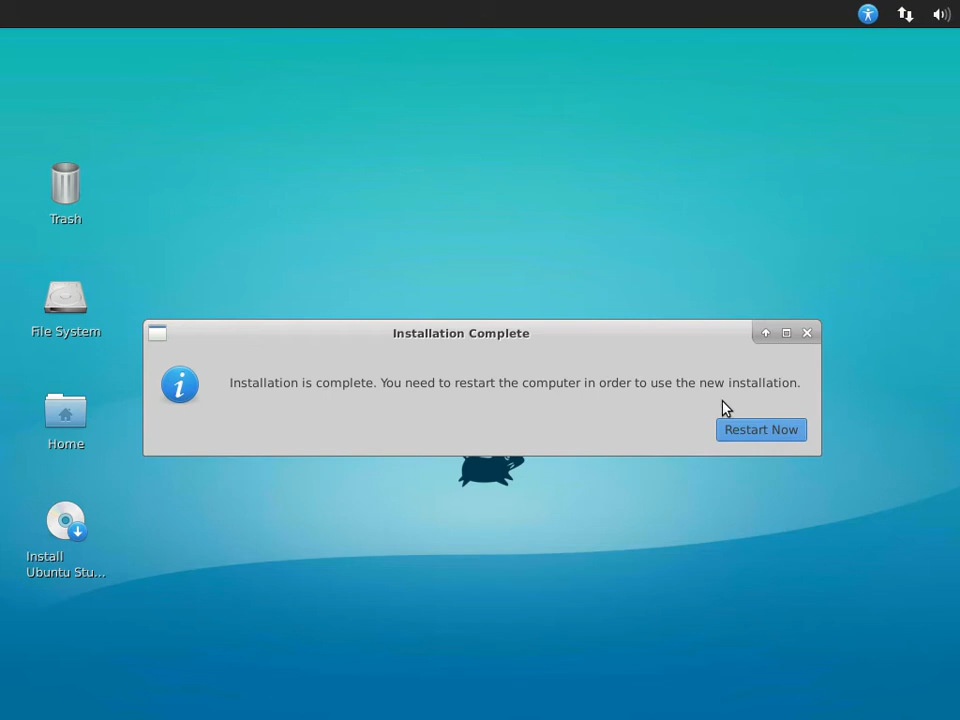 Trash
File System
Home
Install
Ubuntu Stu...
Installation Complete
Installation is complete. You need to restart the computer in order to use the new installation.
Restart Now